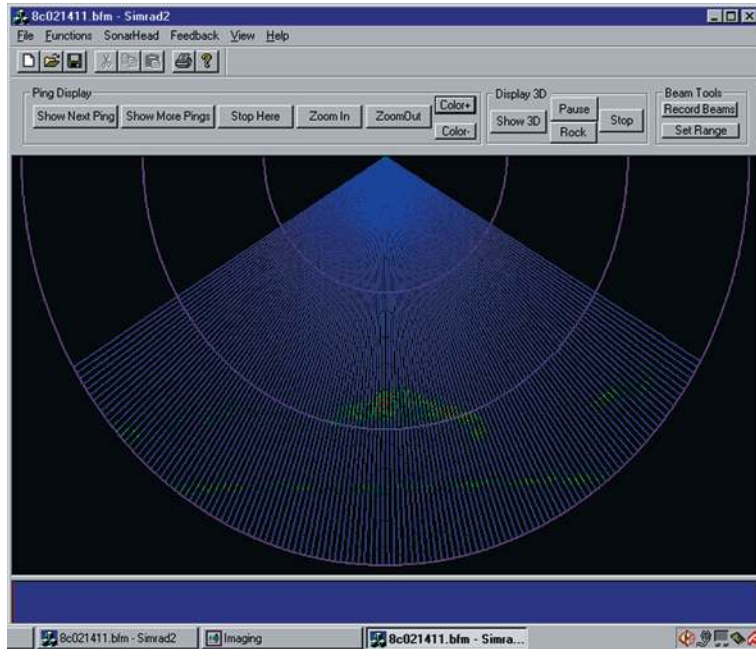 8c021411.bfm - Simrad2
File Functions SonarHead Feedback View Help
Ping Display
Show Next Ping Show More Pings Stop Here Zoom In ZoomOut Color+
Color-
Display 3D
Show 3D Pause Stop
Rock
Beam Tools
Record Beams
Set Range
8c021411.bfm - Simrad2 Imaging 8c021411.bfm - Simra...